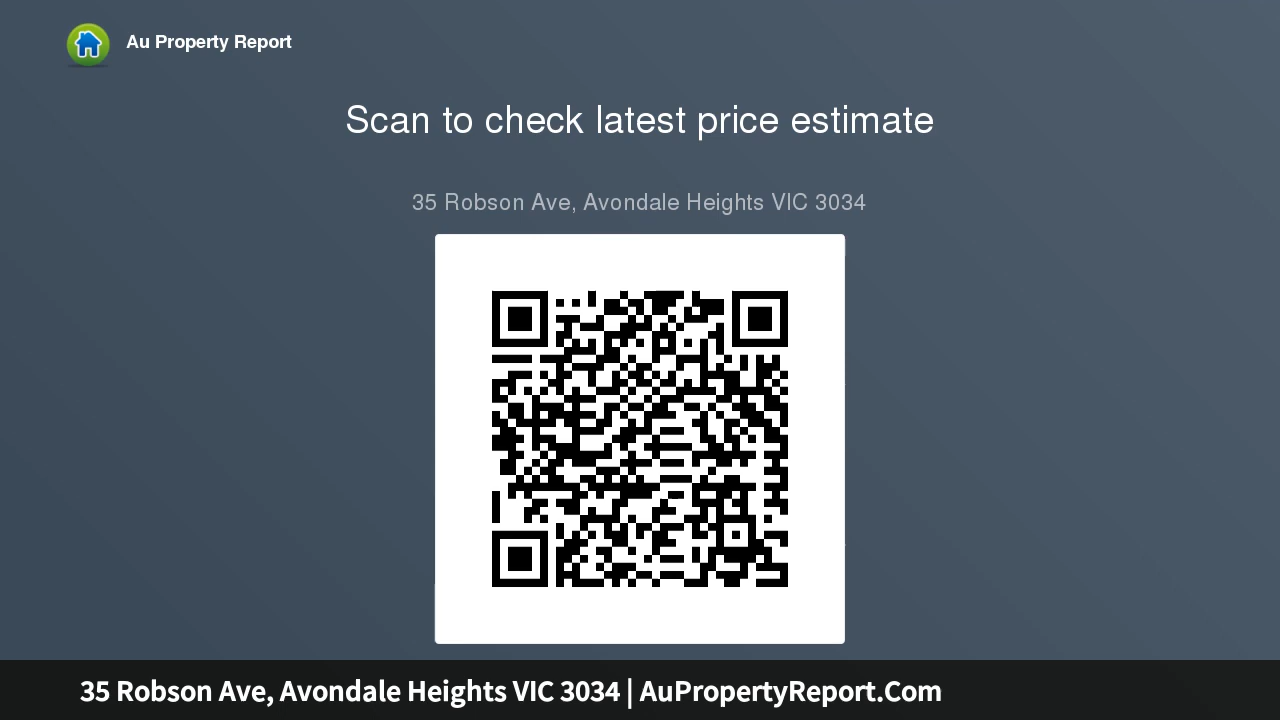 Au Property Report
Scan to check latest price estimate
35 Robson Ave, Avondale Heights VIC 3034
35 Robson Ave, Avondale Heights VIC 3034 | AuPropertyReport.Com